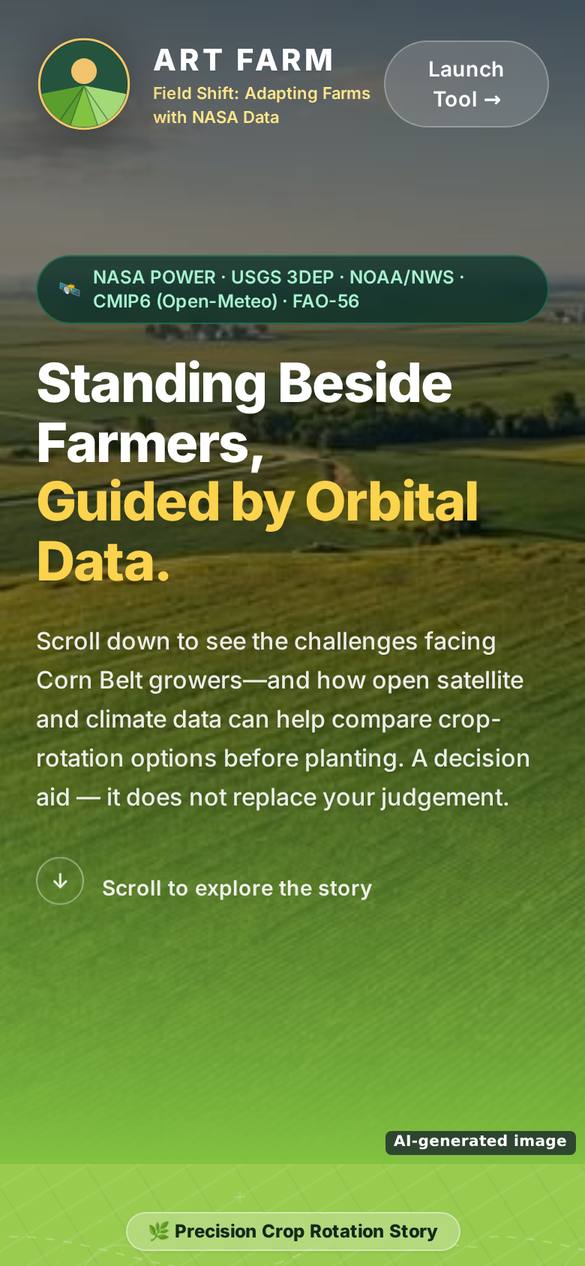 ART FARM
Field Shift: Adapting Farms
with NASA Data
Launch
Tool →
NASA POWER · USGS 3DEP · NOAA/NWS ·
CMIP6 (Open-Meteo) · FAO-56
Standing Beside
Farmers,
Guided by Orbital
Data.
Scroll down to see the challenges facing
Corn Belt growers—and how open satellite
and climate data can help compare crop-
rotation options before planting. A decision
aid — it does not replace your judgement.
Scroll to explore the story
AI-generated image
🌿 Precision Crop Rotation Story